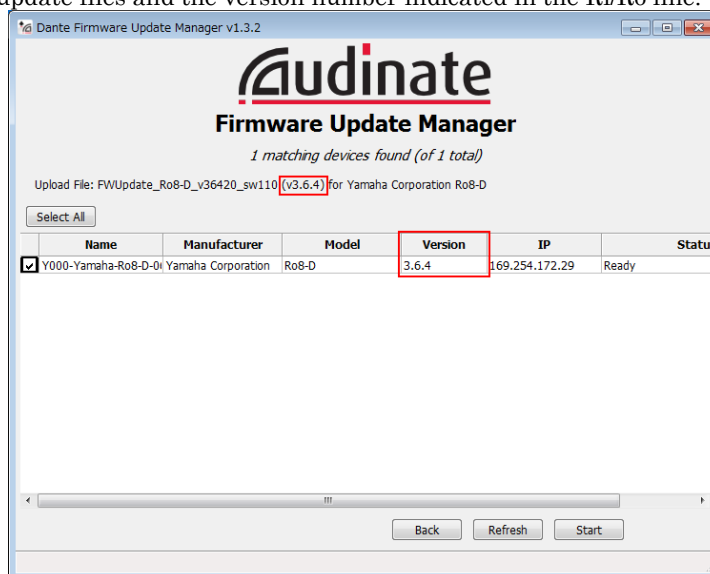 update files and the version number indicated in the Ri/Ro file.
Dante Firmware Update Manager v1.3.2
Audinate
Firmware Update Manager
1 matching devices found (of 1 total)
Upload File: FWUpdate_Ro8-D_v36420_sw110 (v3.6.4) for Yamaha Corporation Ro8-D
Select All
Name Manufacturer Model Version IP Statu
Y000-Yamaha-Ro8-D-0 Yamaha Corporation Ro8-D 3.6.4 169.254.172.29 Ready
Back Refresh Start